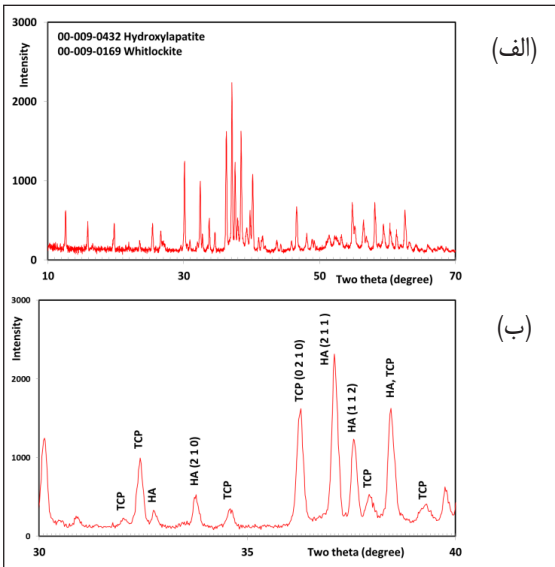 (الف)
3000
00-009-0432 Hydroxylapatite
00-009-0169 Whitlockite
Intensity
2000
1000
0
10
30
50
70
Two theta (degree)
(ب)
3000
Intensity
2000
1000
0
TCP
TCP
HA
HA (2 1 0)
TCP
TCP (0 2 1 0)
HA (2 1 1 )
HA (1 1 2)
TCP
HA, TCP
TCP
30
35
40
Two theta (degree)